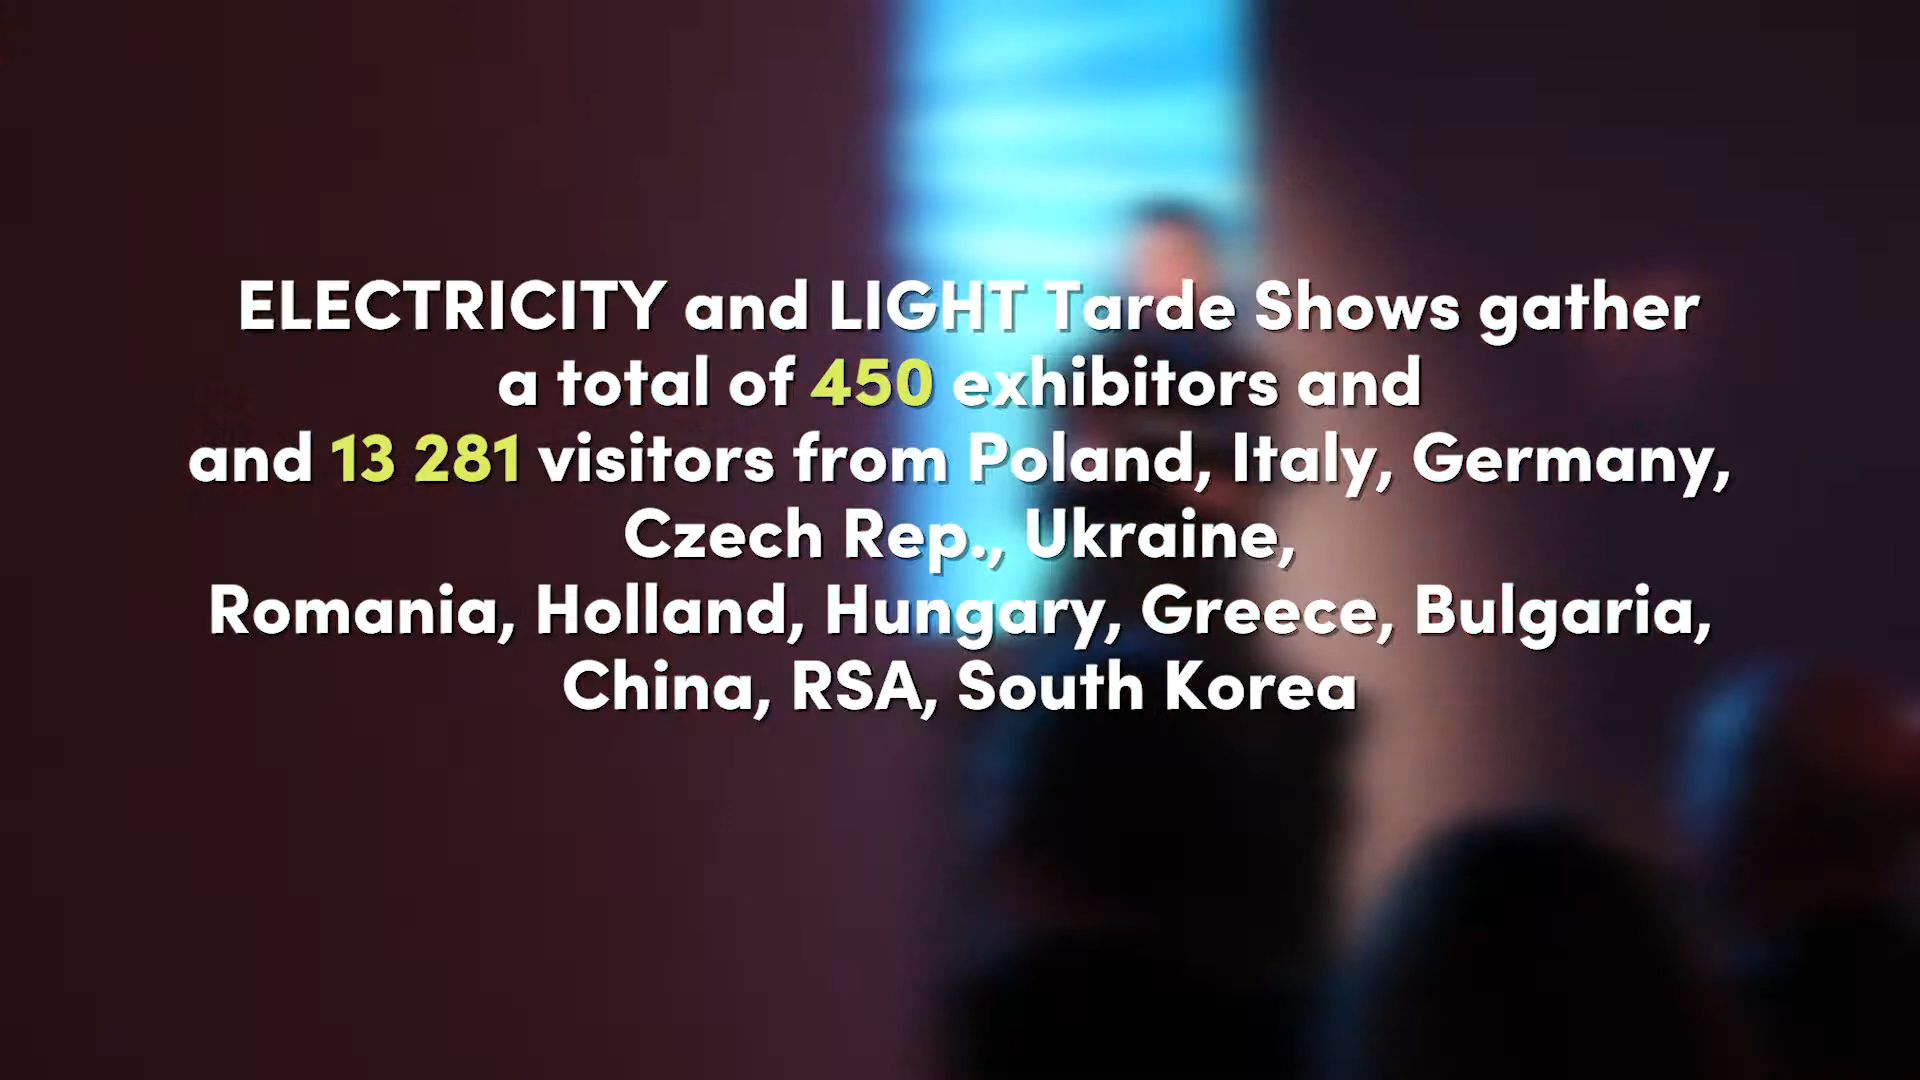 ELECTRICITY and LIGHT Tarde Shows gather
a total of 450 exhibitors and
and 13 281 visitors from Poland, Italy, Germany,
Czech Rep., Ukraine,
Romania, Holland, Hungary, Greece, Bulgaria,
China, RSA, South Korea